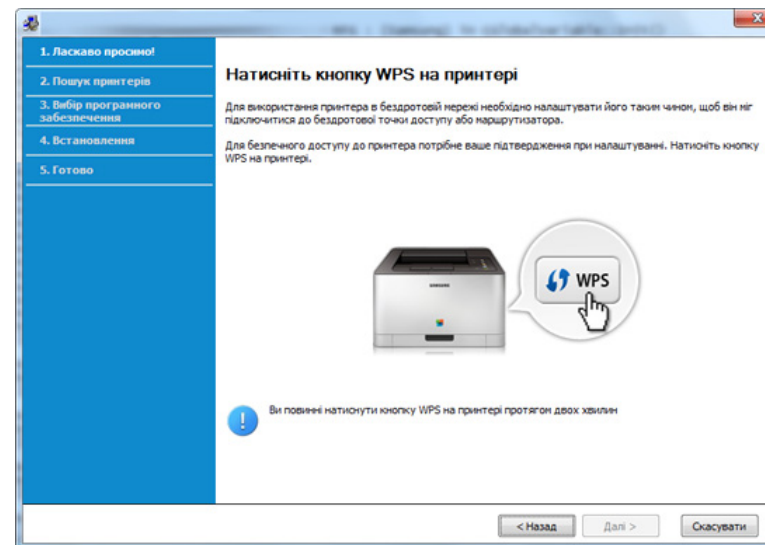 1. Ласкаво просимо!
2. Пошук принтерів
3. Вибір програмного
забезпечення
4. Встановлення
5. Готово
Натисніть кнопку WPS на принтері
Для використання принтера в бездротовій мережі необхідно налаштувати його таким чином, щоб він міг
підключитися до бездротової точки доступу або маршрутизатора.
Для безпечного доступу до принтера потрібне ваше підтвердження при налаштуванні. Натисніть кнопку
WPS на принтері.
SAMSUNG
WPS
Ви повинні натиснути кнопку WPS на принтері протягом двох хвилин
< Назад
Далі >
Скасувати